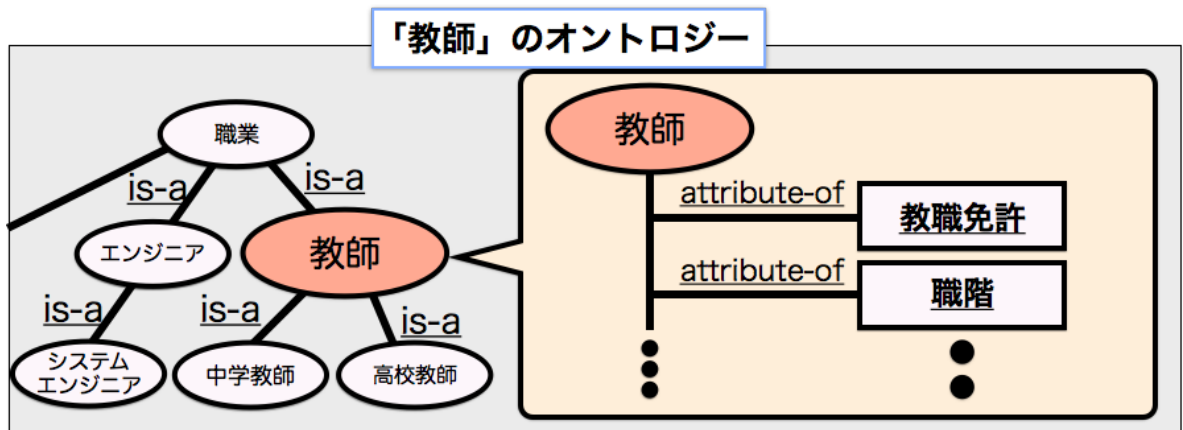 「教師」のオントロジー
職業
is-a
is-a
エンジニア
教師
is-a
is-a
is-a
システム
エンジニア
中学教師
高校教師
教師
attribute-of
教職免許
attribute-of
職階